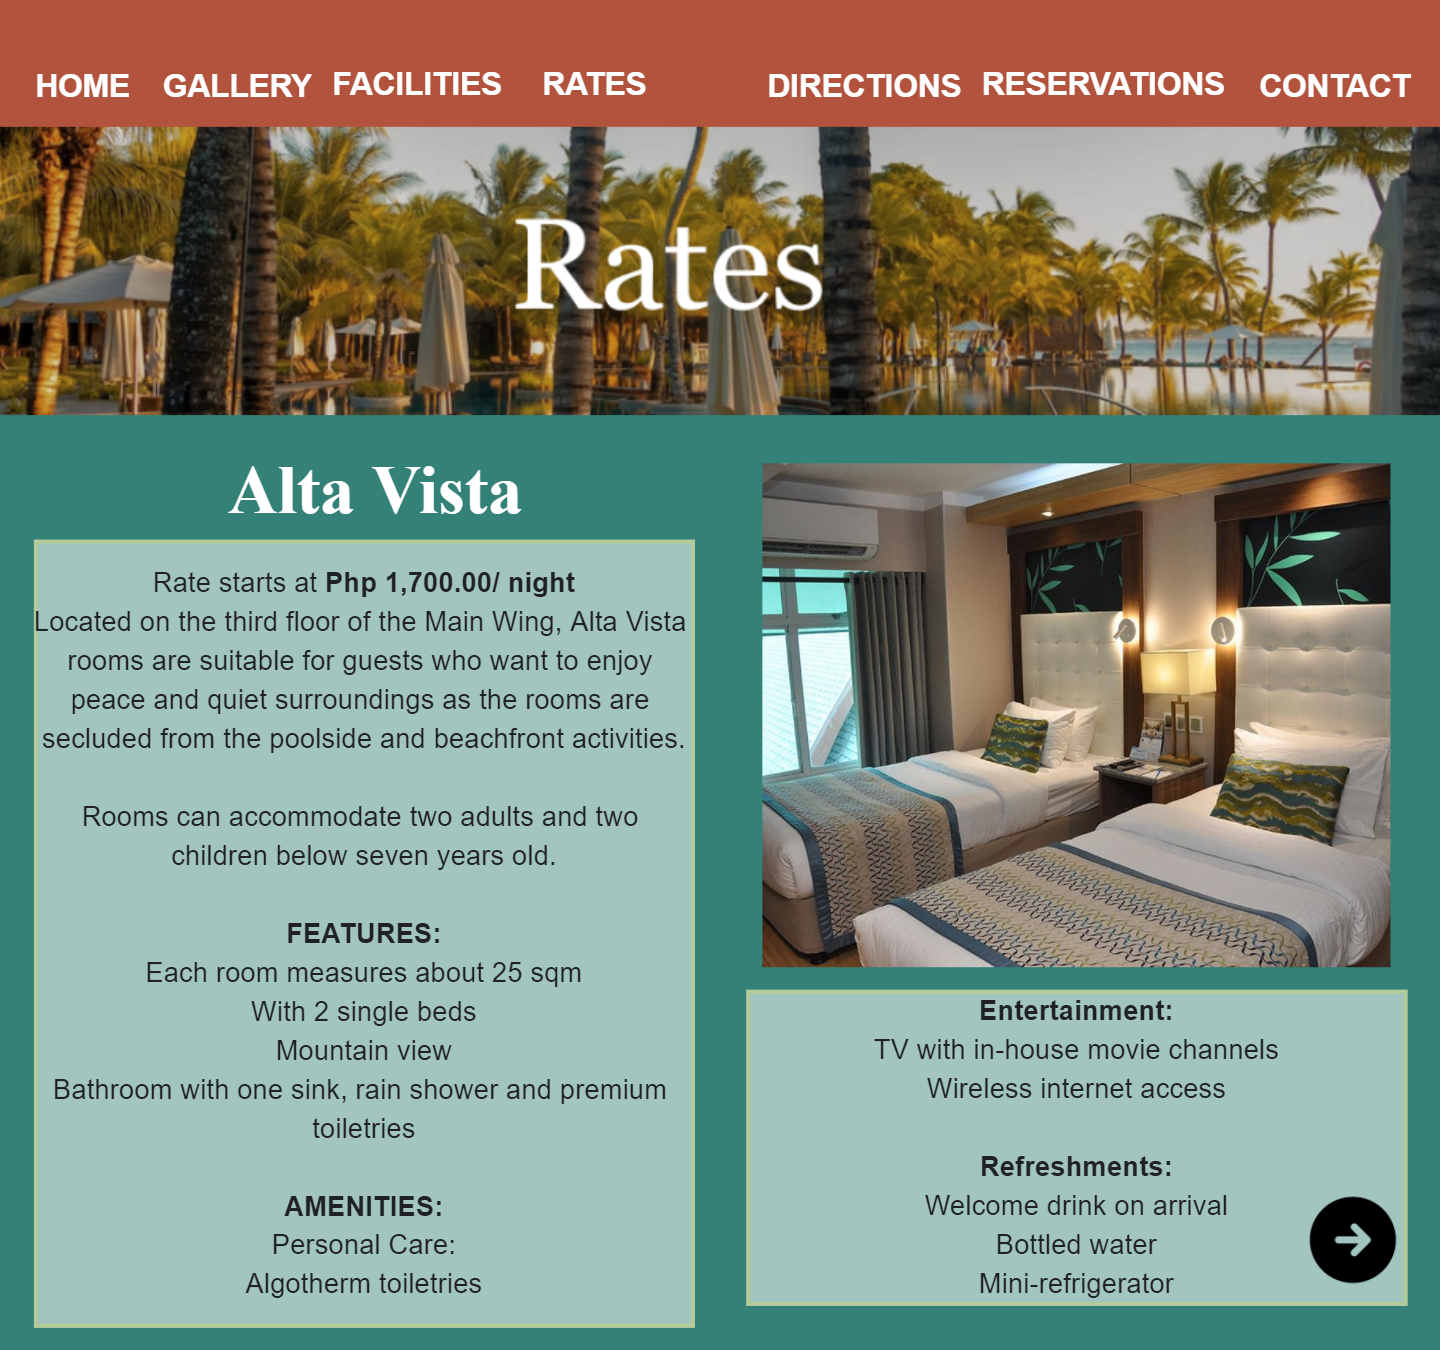 HOME GALLERY FACILITIES RATES DIRECTIONS RESERVATIONS CONTACT
Rates
Alta Vista
Rate starts at Php 1,700.00/ night
Located on the third floor of the Main Wing, Alta Vista
rooms are suitable for guests who want to enjoy
peace and quiet surroundings as the rooms are
secluded from the poolside and beachfront activities.
Rooms can accommodate two adults and two
children below seven years old.
FEATURES:
Each room measures about 25 sqm
With 2 single beds
Mountain view
Bathroom with one sink, rain shower and premium
toiletries
AMENITIES:
Personal Care:
Algotherm toiletries
Entertainment:
TV with in-house movie channels
Wireless internet access
Refreshments:
Welcome drink on arrival
Bottled water
Mini-refrigerator